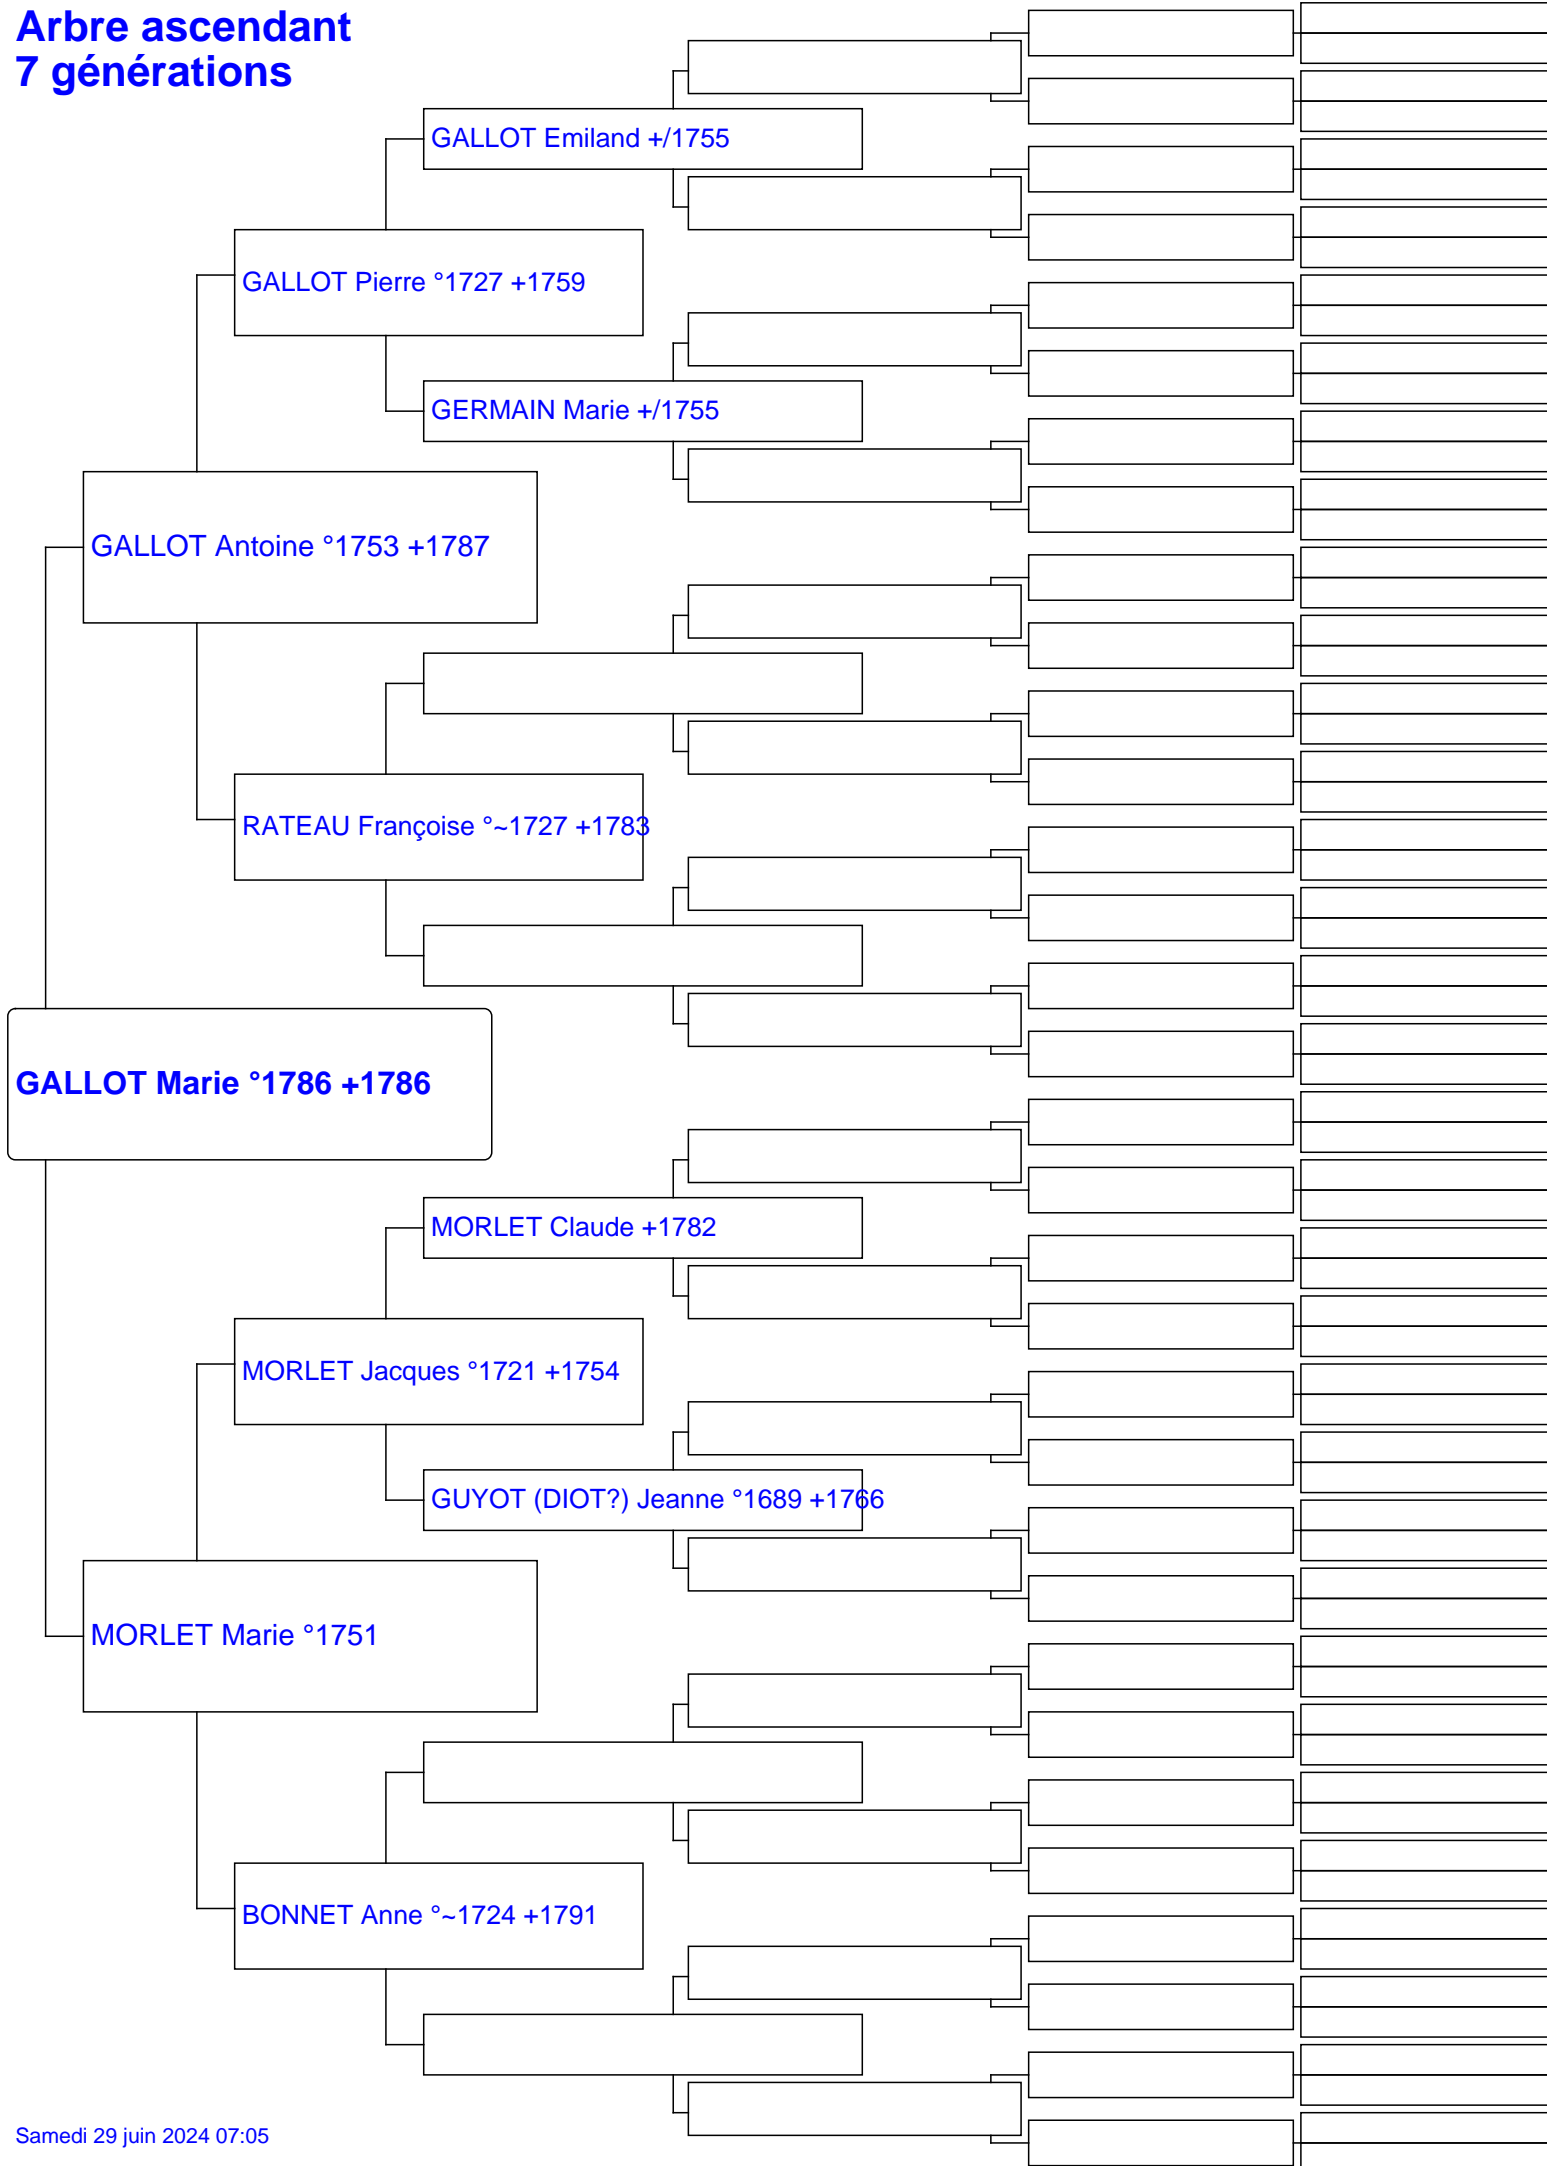 Arbre ascendant
7 générations
GALLOT Emiland +/1755
GALLOT Pierre °1727 +1759
GERMAIN Marie +/1755
GALLOT Antoine °1753 +1787
RATEAU Françoise °~1727 +1783
GALLOT Marie °1786 +1786
MORLET Claude +1782
MORLET Jacques °1721 +1754
GUYOT (DIOT?) Jeanne °1689 +1766
MORLET Marie °1751
BONNET Anne °~1724 +1791
Samedi 29 juin 2024 07:05